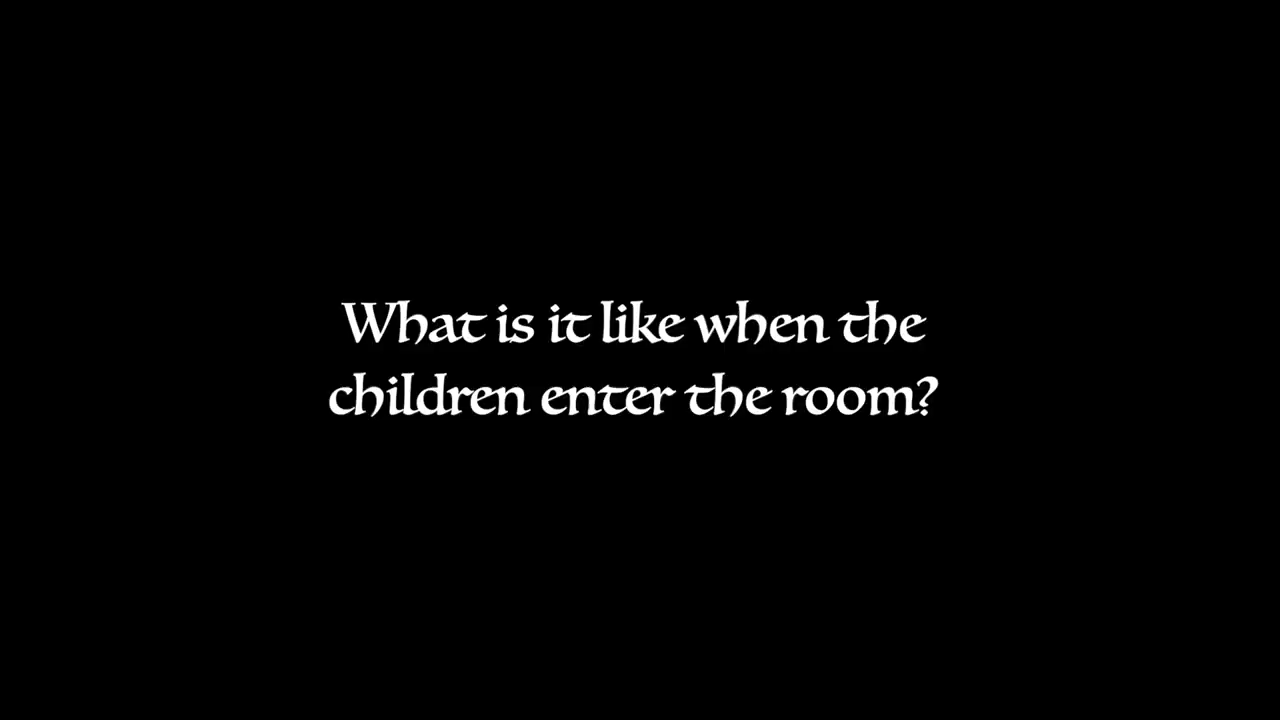 What is it like when the
children enter the room?